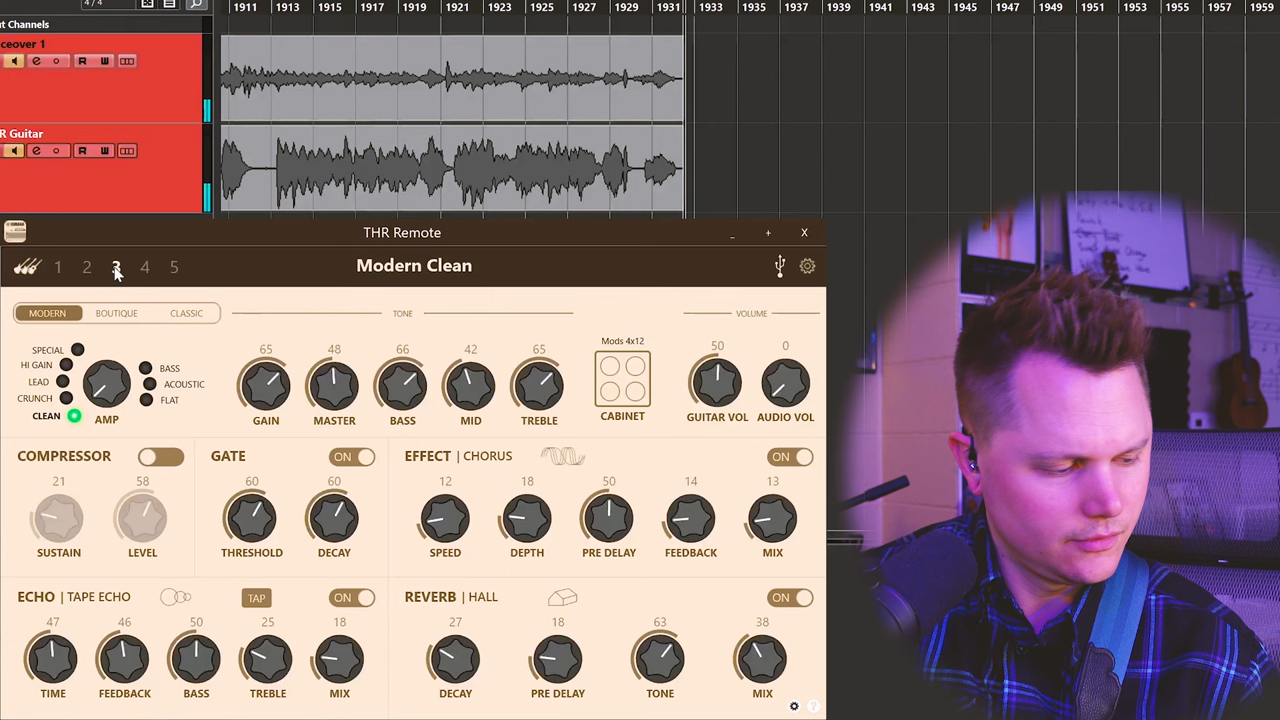 4 / 4
1911 1913 1915 1917 1919 1921 1923 1925 1927 1929 1931 1933 1935 1937 1939 1941 1943 1945 1947 1949 1951 1953 1955 1957 1959
ut Channels
ceover 1
e R W
R Guitar
e R W
THR Remote
_ + X
1 2 3 4 5
Modern Clean
MODERN BOUTIQUE CLASSIC
TONE
VOLUME
SPECIAL
HI GAIN
LEAD
CRUNCH
CLEAN
AMP
BASS
ACOUSTIC
FLAT
65 48 66 42 65
GAIN MASTER BASS MID TREBLE
Mods 4x12
CABINET
50 0
GUITAR VOL AUDIO VOL
COMPRESSOR
21 58
SUSTAIN LEVEL
GATE ON
60 60
THRESHOLD DECAY
EFFECT | CHORUS ON
12 18 50 14 13
SPEED DEPTH PRE DELAY FEEDBACK MIX
ECHO | TAPE ECHO TAP ON
47 46 50 25 18
TIME FEEDBACK BASS TREBLE MIX
REVERB | HALL ON
27 18 63 38
DECAY PRE DELAY TONE MIX
?